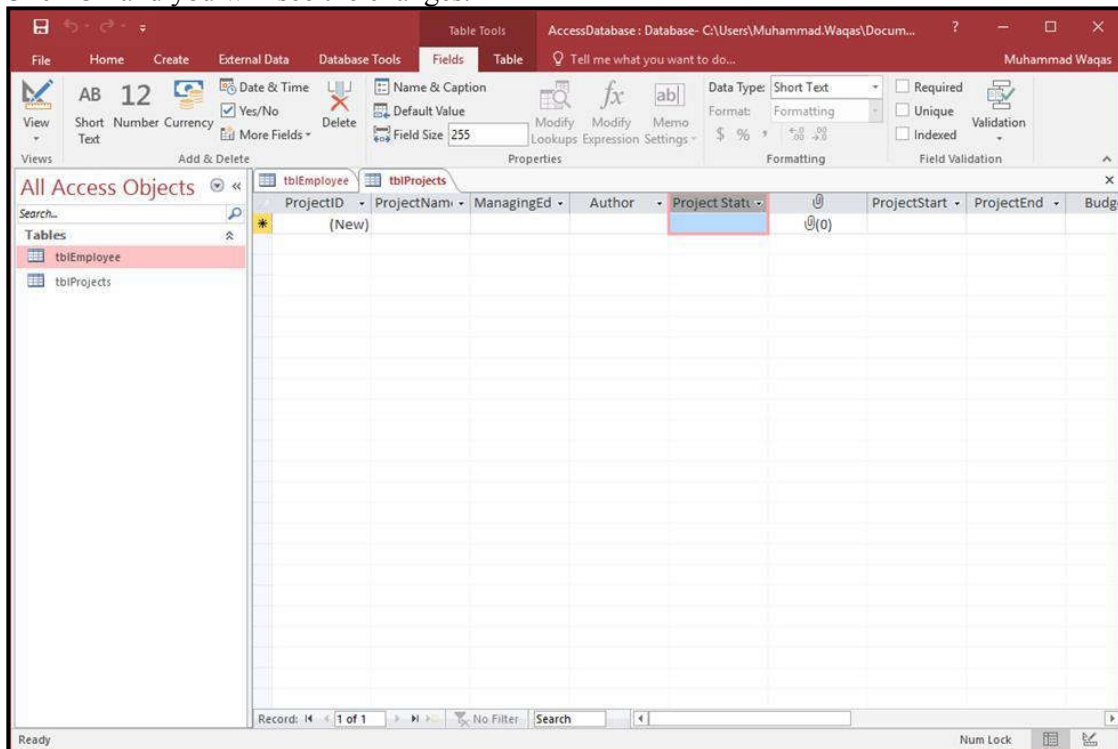 Table Tools AccessDatabase : Database- C:\Users\Muhammad.Waqas\Docum... ?
File Home Create External Data Database Tools Fields Table Tell me what you want to do... Muhammad Waqas
View
Views
AB Short Text
12 Number
Currency
Date & Time
Yes/No
More Fields
Delete
Add & Delete
Name & Caption
Default Value
Field Size 255
Modify Lookups
fx Modify Expression
ab Memo Settings
Properties
Data Type: Short Text
Format: Formatting
$ % ,
Formatting
Required
Unique
Indexed
Validation
Field Validation
All Access Objects «
Search...
Tables
tblEmployee
tblProjects
tblEmployee tblProjects
ProjectID ProjectNam ManagingEd Author Project Statu ProjectStart ProjectEnd Budg
(New) (0)
Record: 1 of 1 No Filter Search
Ready Num Lock